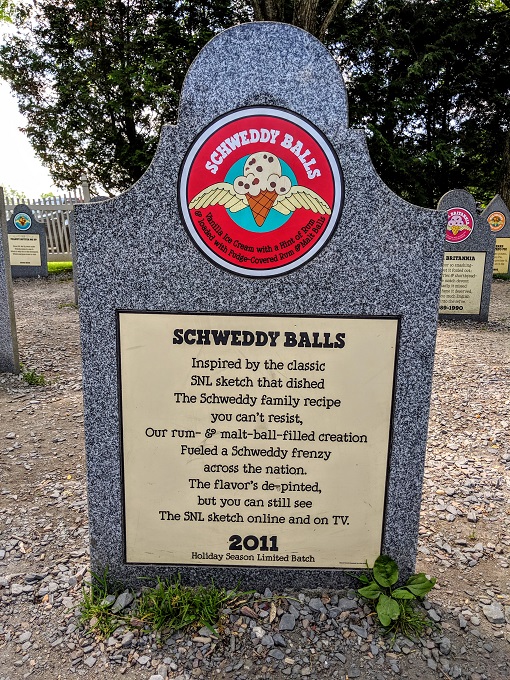 SCHWEDDY BALLS
Vanilla Ice Cream with a Hint of Rum
& loaded with Fudge-Covered Rum & Malt Balls
SCHWEDDY BALLS
Inspired by the classic
SNL sketch that dished
The Schweddy family recipe
you can't resist,
Our rum- & malt-ball-filled creation
Fueled a Schweddy frenzy
across the nation.
The flavor's de-pinted,
but you can still see
The SNL sketch online and on TV.
2011
Holiday Season Limited Batch
BRITANNIA
89-1990